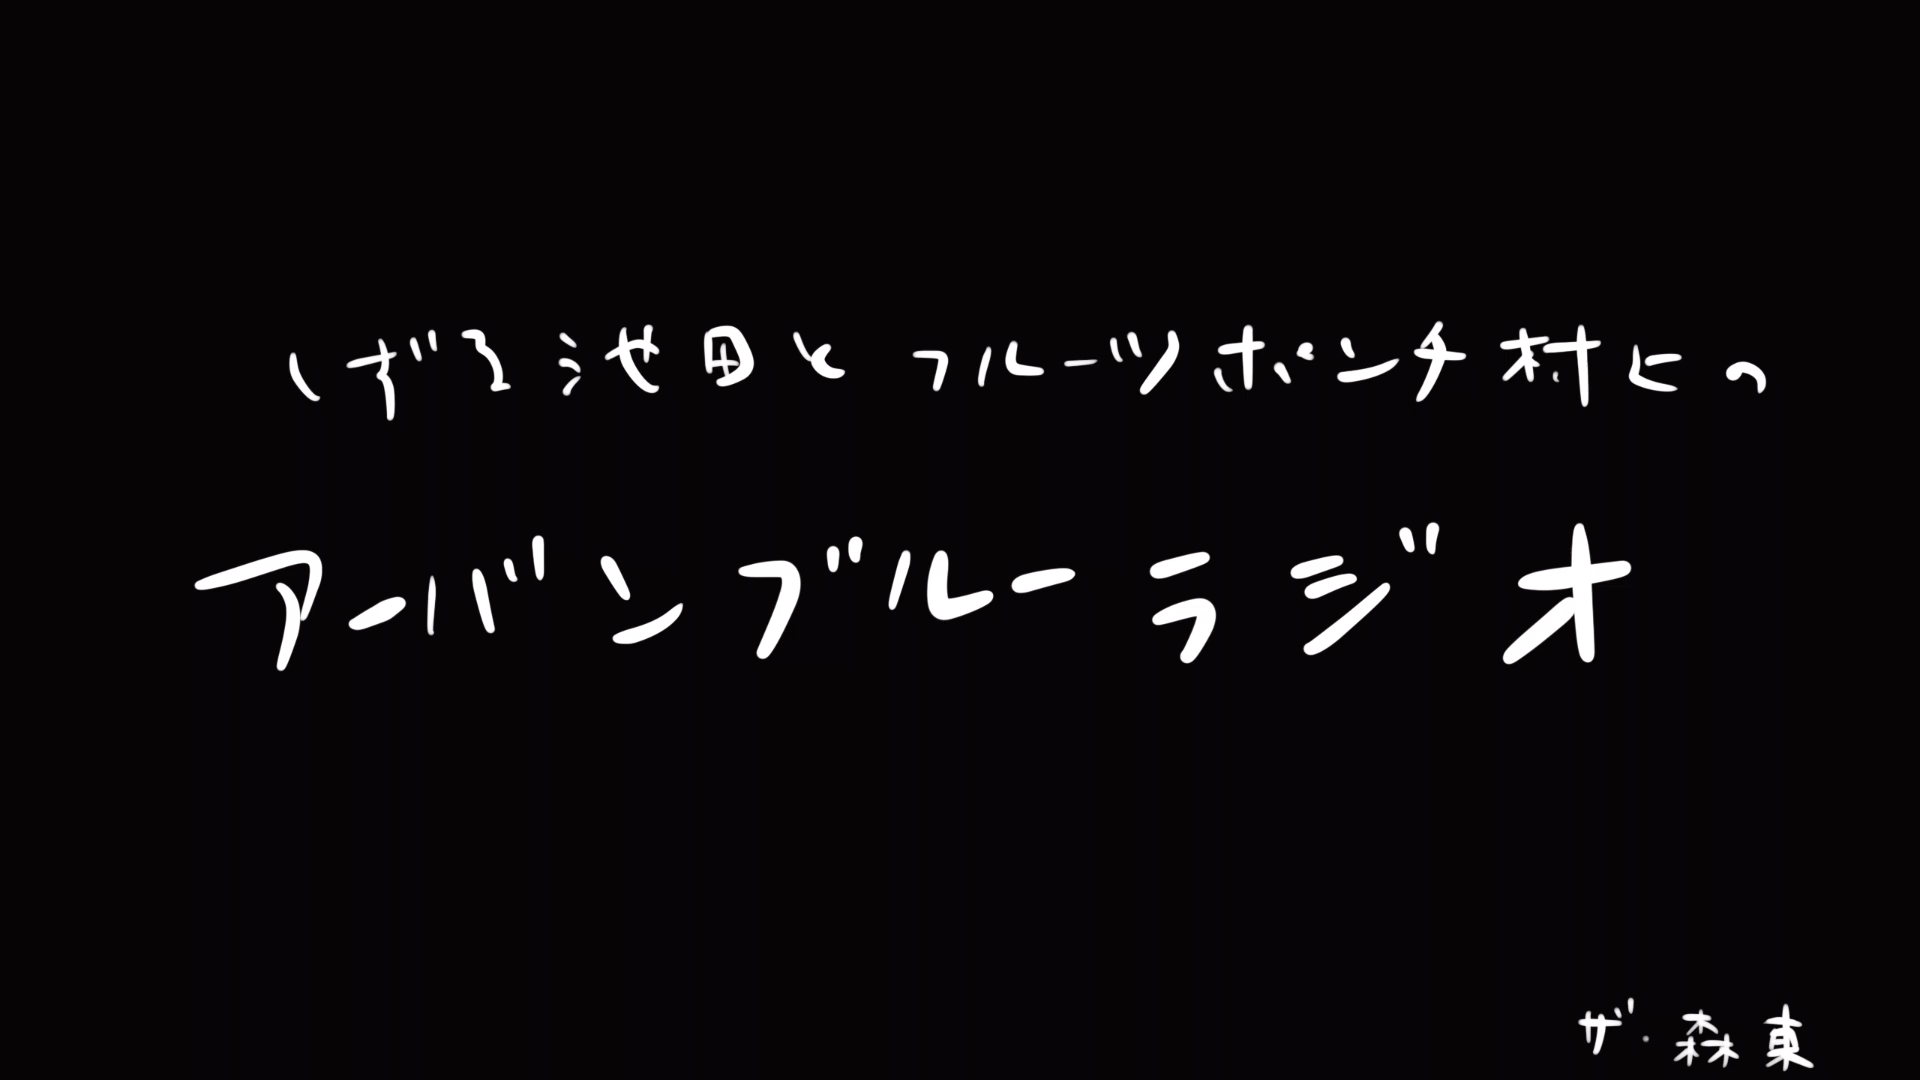 しずる池田とフルーツポンチ村上の
アーバンブルーラジオ
ザ・森東